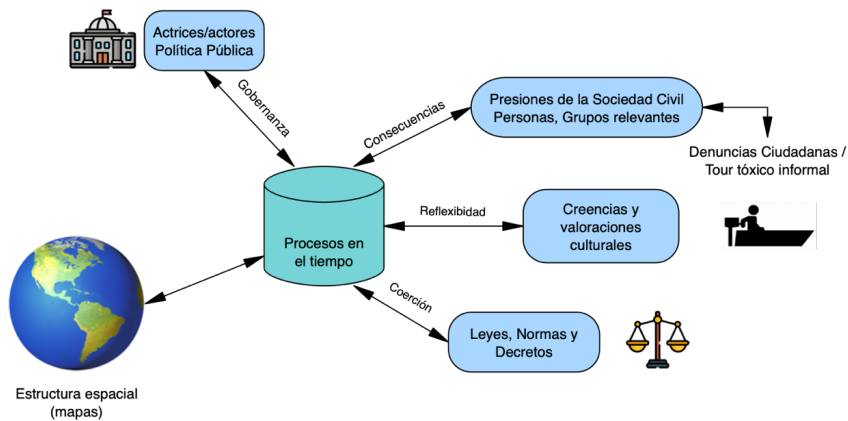 Actrices/actores
Política Pública
Gobernanza
Consecuencias
Presiones de la Sociedad Civil
Personas, Grupos relevantes
Denuncias Ciudadanas /
Tour tóxico informal
Reflexibidad
Creencias y
valoraciones
culturales
Procesos en
el tiempo
Coerción
Leyes, Normas y
Decretos
Estructura espacial
(mapas)